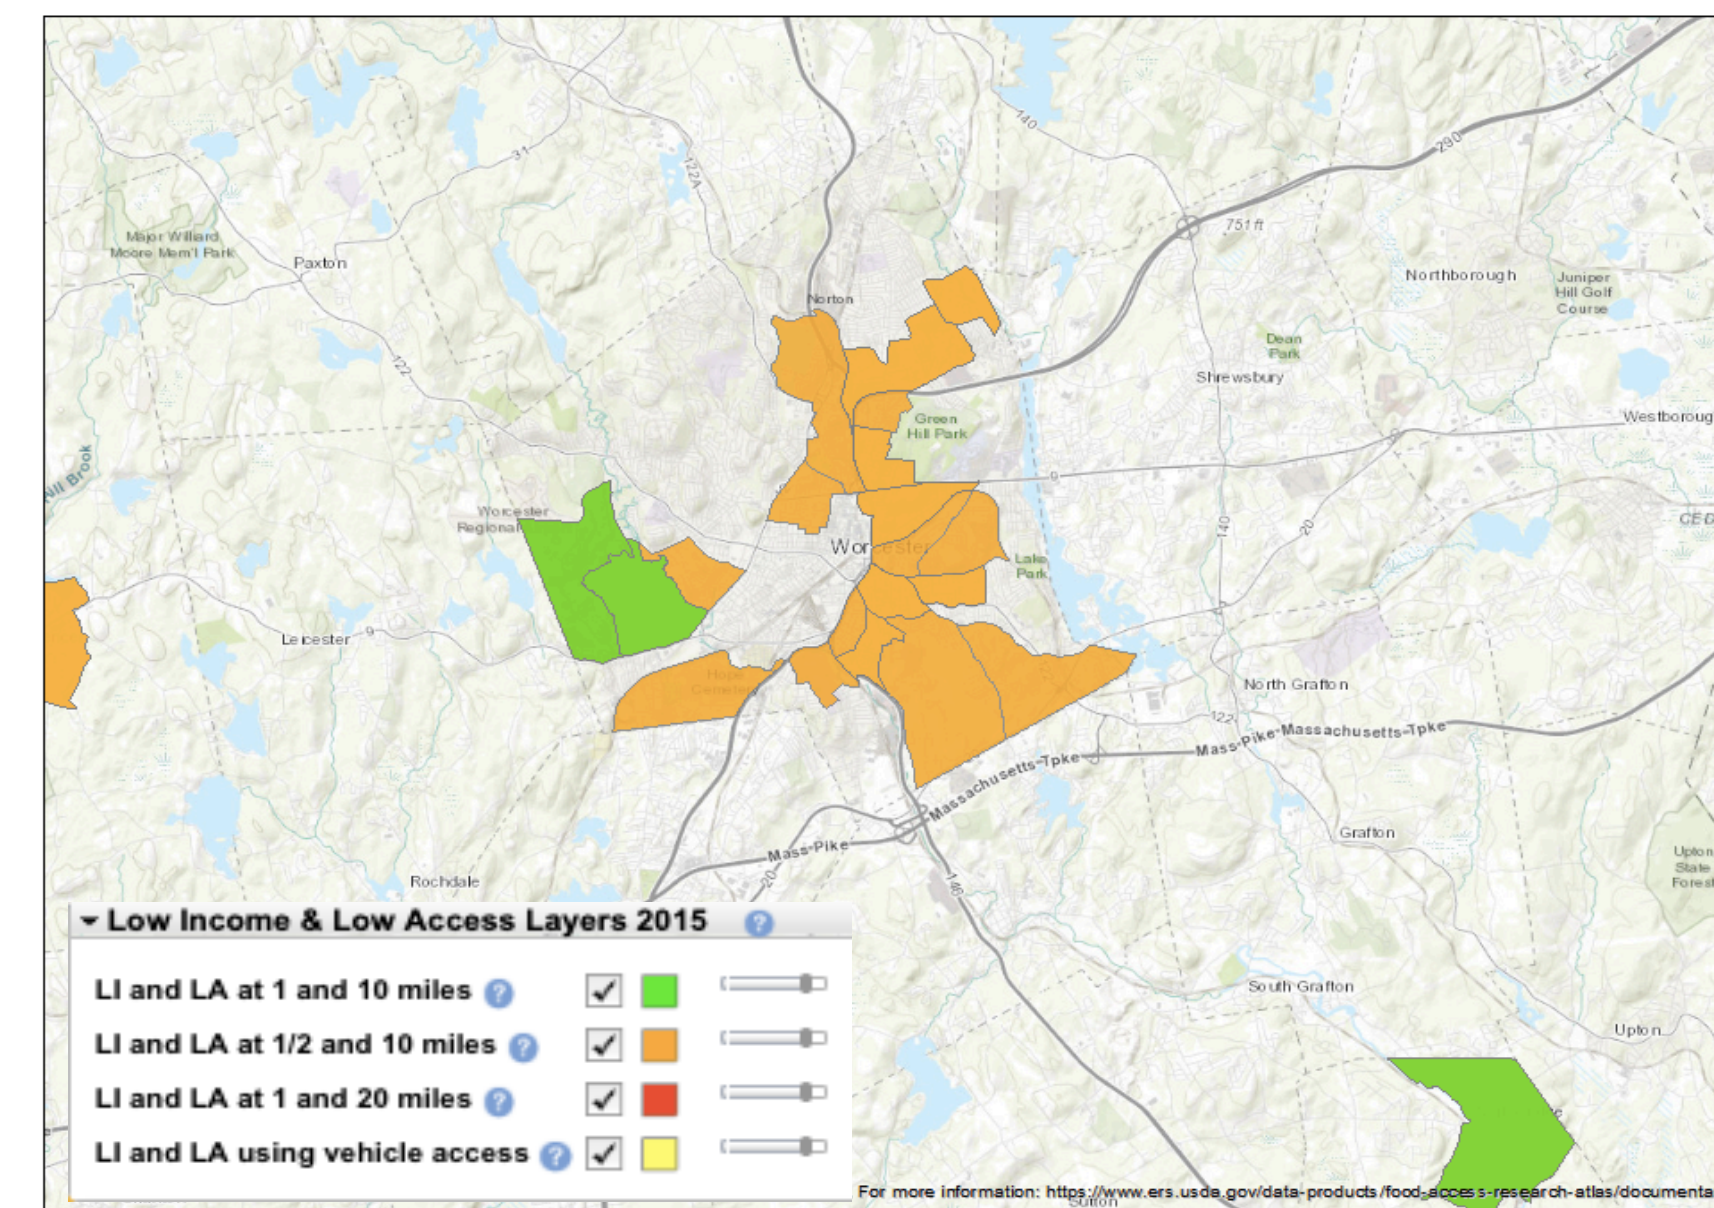 140
290
31
122A
751 ft
Major Williard
Moore Mem'l Park
Paxton
Northborough
Juniper
Hill Golf
Course
Norton
Dean
Park
122
Shrewsbury
Green
Hill Park
Westboroug
9
Worcester
Regional
140
20
Worcester
Lake
Park
Leicester
9
Hope
Cemetery
North Grafton
122
Mass-Pike-Massachusetts-Tpke
Massachusetts-Tpke
Mass-Pike
20
146
Grafton
Upton
State
Forest
Rochdale
South Grafton
Upton
Sutton
Low Income & Low Access Layers 2015 ?
LI and LA at 1 and 10 miles ?
LI and LA at 1/2 and 10 miles ?
LI and LA at 1 and 20 miles ?
LI and LA using vehicle access ?
For more information: https://www.ers.usda.gov/data-products/food-access-research-atlas/documenta